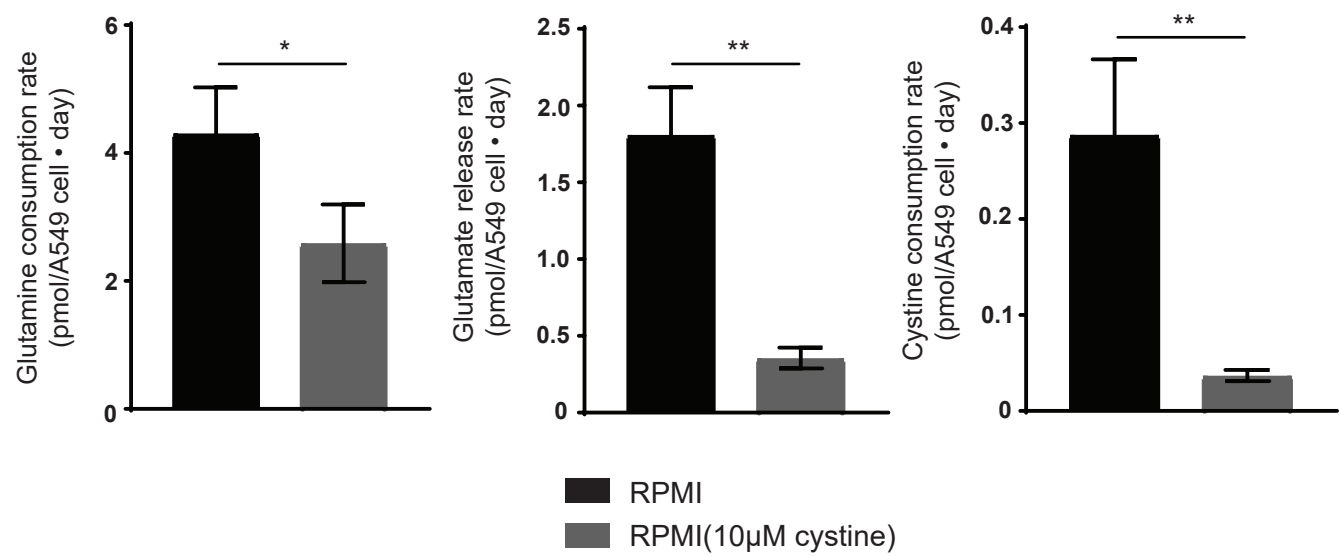 Glutamine consumption rate
(pmol/A549 cell • day)
6
4
2
0
*
Glutamate release rate
(pmol/A549 cell • day)
2.5
2.0
1.5
1.0
0.5
0
**
Cystine consumption rate
(pmol/A549 cell • day)
0.4
0.3
0.2
0.1
0
**
RPMI
RPMI(10µM cystine)